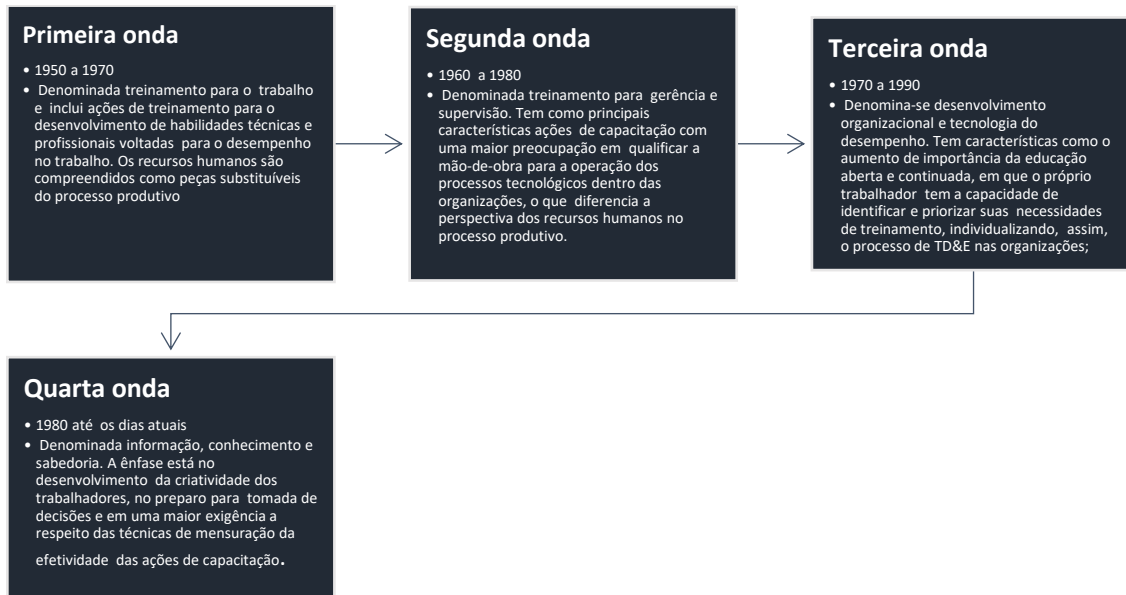 Primeira onda
• 1950 a 1970
• Denominada treinamento para o trabalho
e inclui ações de treinamento para o
desenvolvimento de habilidades técnicas e
profissionais voltadas para o desempenho
no trabalho. Os recursos humanos são
compreendidos como peças substituíveis
do processo produtivo
Segunda onda
• 1960 a 1980
• Denominada treinamento para gerência e
supervisão. Tem como principais
características ações de capacitação com
uma maior preocupação em qualificar a
mão-de-obra para a operação dos
processos tecnológicos dentro das
organizações, o que diferencia a
perspectiva dos recursos humanos no
processo produtivo.
Terceira onda
• 1970 a 1990
• Denomina-se desenvolvimento
organizacional e tecnologia do
desempenho. Tem características como o
aumento de importância da educação
aberta e continuada, em que o próprio
trabalhador tem a capacidade de
identificar e priorizar suas necessidades
de treinamento, individualizando, assim,
o processo de TD&E nas organizações;
Quarta onda
• 1980 até os dias atuais
• Denominada informação, conhecimento e
sabedoria. A ênfase está no
desenvolvimento da criatividade dos
trabalhadores, no preparo para tomada de
decisões e em uma maior exigência a
respeito das técnicas de mensuração da
efetividade das ações de capacitação.